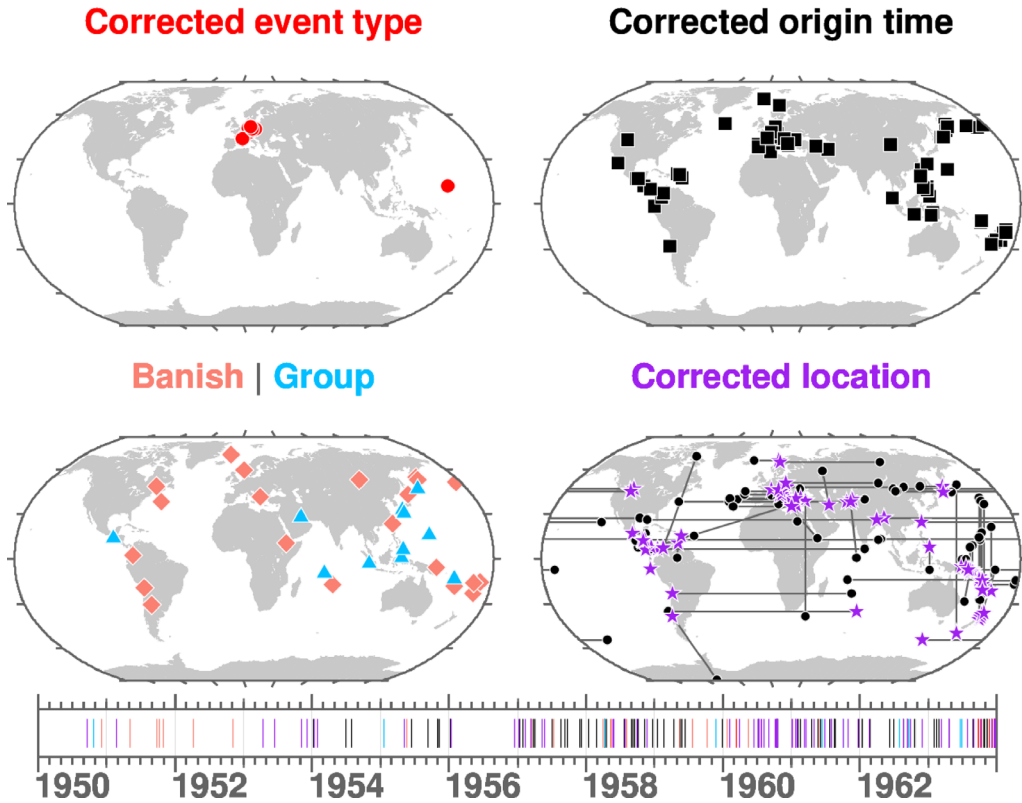 Corrected event type
Corrected origin time
Banish | Group
Corrected location
1950 1952 1954 1956 1958 1960 1962